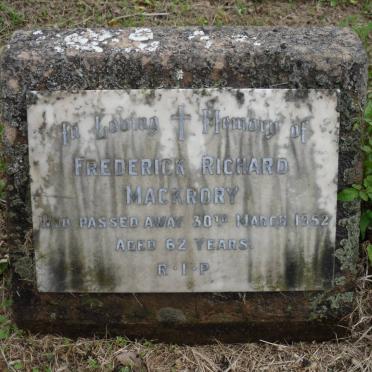 In Loving Memory of
FREDERICK RICHARD
MACKRORY
WHO PASSED AWAY 30TH MARCH 1952
AGED 62 YEARS.
R·I·P